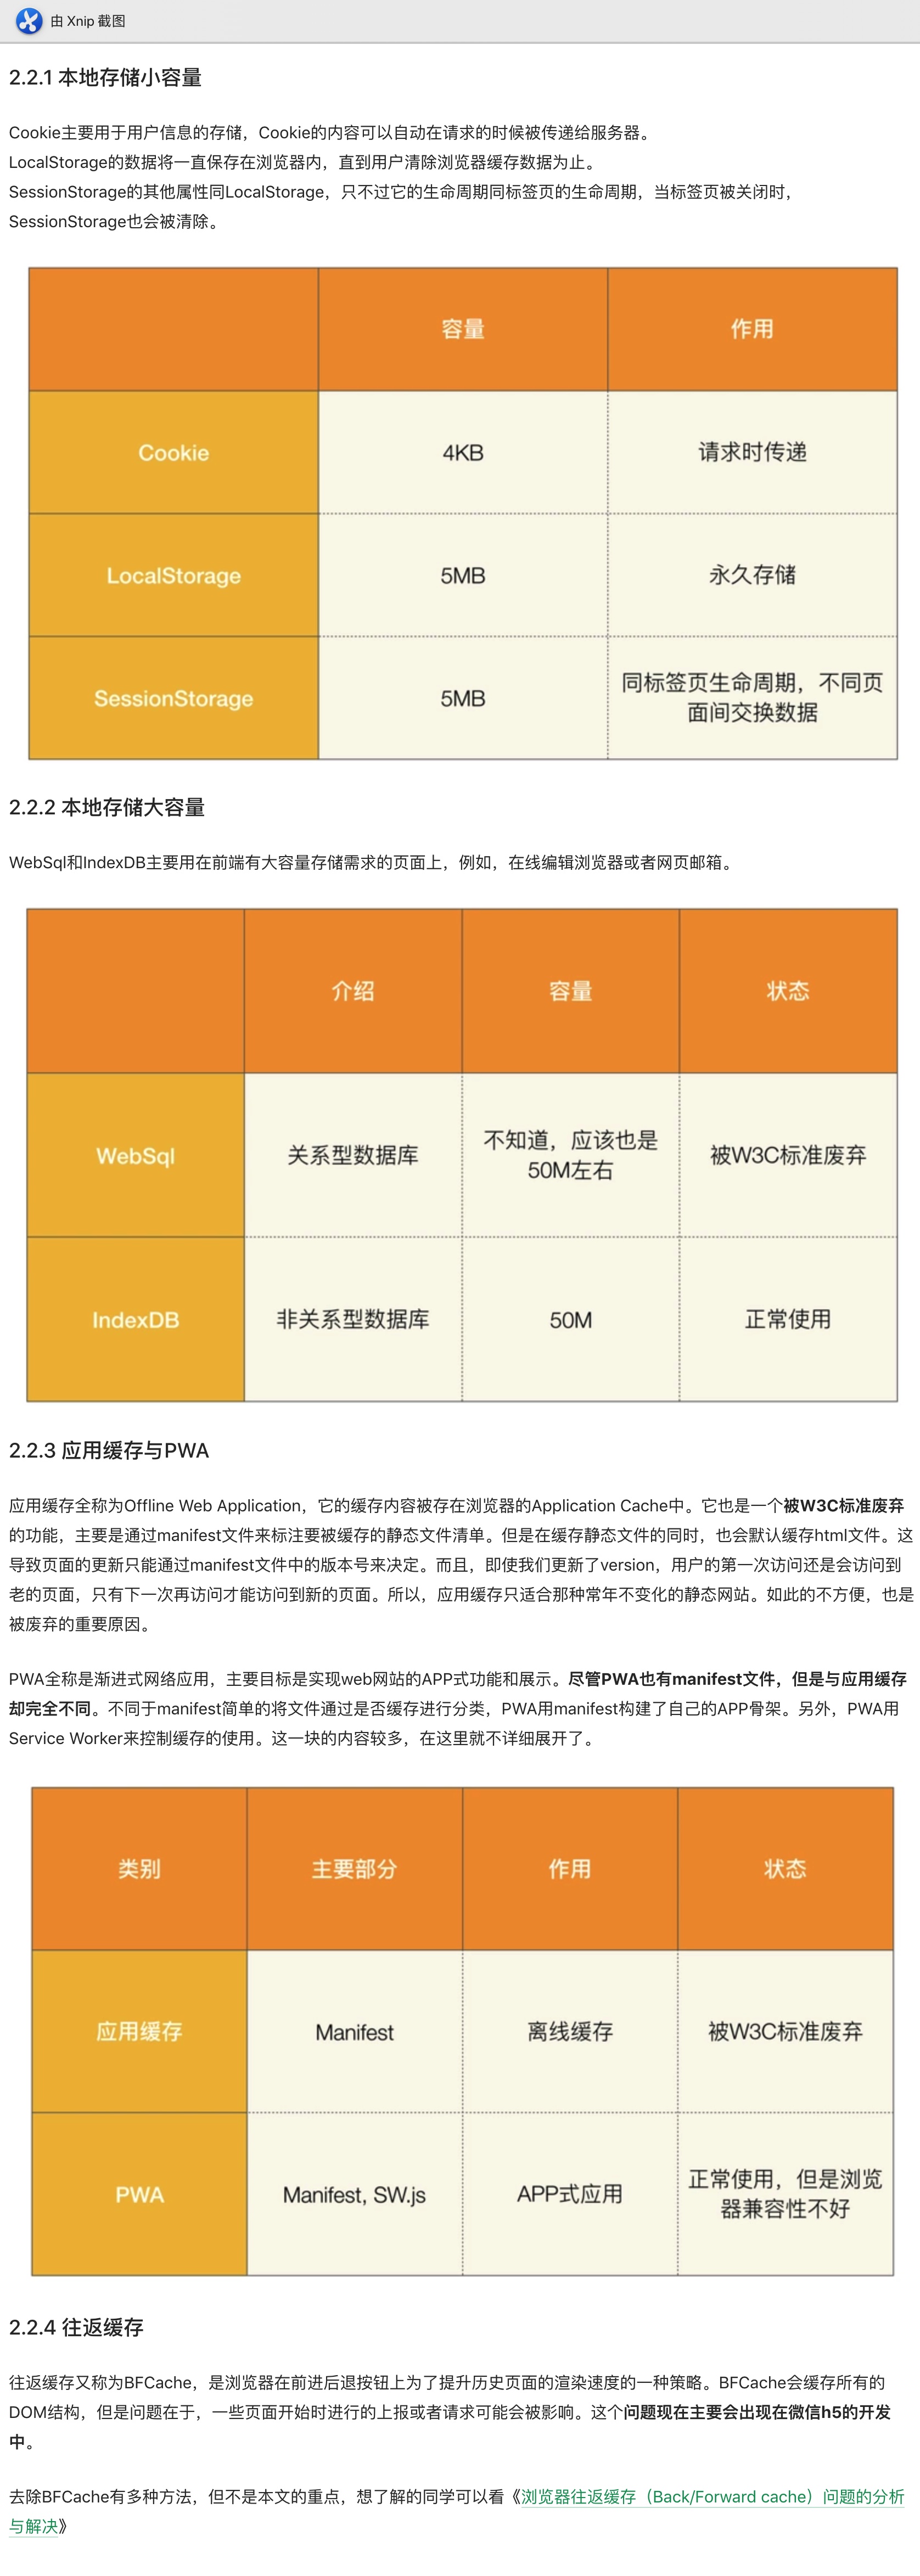 由 Xnip 截图
2.2.1 本地存储小容量
Cookie主要用于用户信息的存储，Cookie的内容可以自动在请求的时候被传递给服务器。
LocalStorage的数据将一直保存在浏览器内，直到用户清除浏览器缓存数据为止。
SessionStorage的其他属性同LocalStorage，只不过它的生命周期同标签页的生命周期，当标签页被关闭时，
SessionStorage也会被清除。
容量 作用
Cookie 4KB 请求时传递
LocalStorage 5MB 永久存储
SessionStorage 5MB 同标签页生命周期，不同页
面间交换数据
2.2.2 本地存储大容量
WebSql和IndexDB主要用在前端有大容量存储需求的页面上，例如，在线编辑浏览器或者网页邮箱。
介绍 容量 状态
WebSql 关系型数据库 不知道，应该也是
50M左右 被W3C标准废弃
IndexDB 非关系型数据库 50M 正常使用
2.2.3 应用缓存与PWA
应用缓存全称为Offline Web Application，它的缓存内容被存在浏览器的Application Cache中。它也是一个被W3C标准废弃
的功能，主要是通过manifest文件来标注要被缓存的静态文件清单。但是在缓存静态文件的同时，也会默认缓存html文件。这
导致页面的更新只能通过manifest文件中的版本号来决定。而且，即使我们更新了version，用户的第一次访问还是会访问到
老的页面，只有下一次再访问才能访问到新的页面。所以，应用缓存只适合那种常年不变化的静态网站。如此的不方便，也是
被废弃的重要原因。
PWA全称是渐进式网络应用，主要目标是实现web网站的APP式功能和展示。尽管PWA也有manifest文件，但是与应用缓存
却完全不同。不同于manifest简单的将文件通过是否缓存进行分类，PWA用manifest构建了自己的APP骨架。另外，PWA用
Service Worker来控制缓存的使用。这一块的内容较多，在这里就不详细展开了。
类别 主要部分 作用 状态
应用缓存 Manifest 离线缓存 被W3C标准废弃
PWA Manifest, SW.js APP式应用 正常使用，但是浏览
器兼容性不好
2.2.4 往返缓存
往返缓存又称为BFCache，是浏览器在前进后退按钮上为了提升历史页面的渲染速度的一种策略。BFCache会缓存所有的
DOM结构，但是问题在于，一些页面开始时进行的上报或者请求可能会被影响。这个问题现在主要会出现在微信h5的开发
中。
去除BFCache有多种方法，但不是本文的重点，想了解的同学可以看《浏览器往返缓存（Back/Forward cache）问题的分析
与解决》